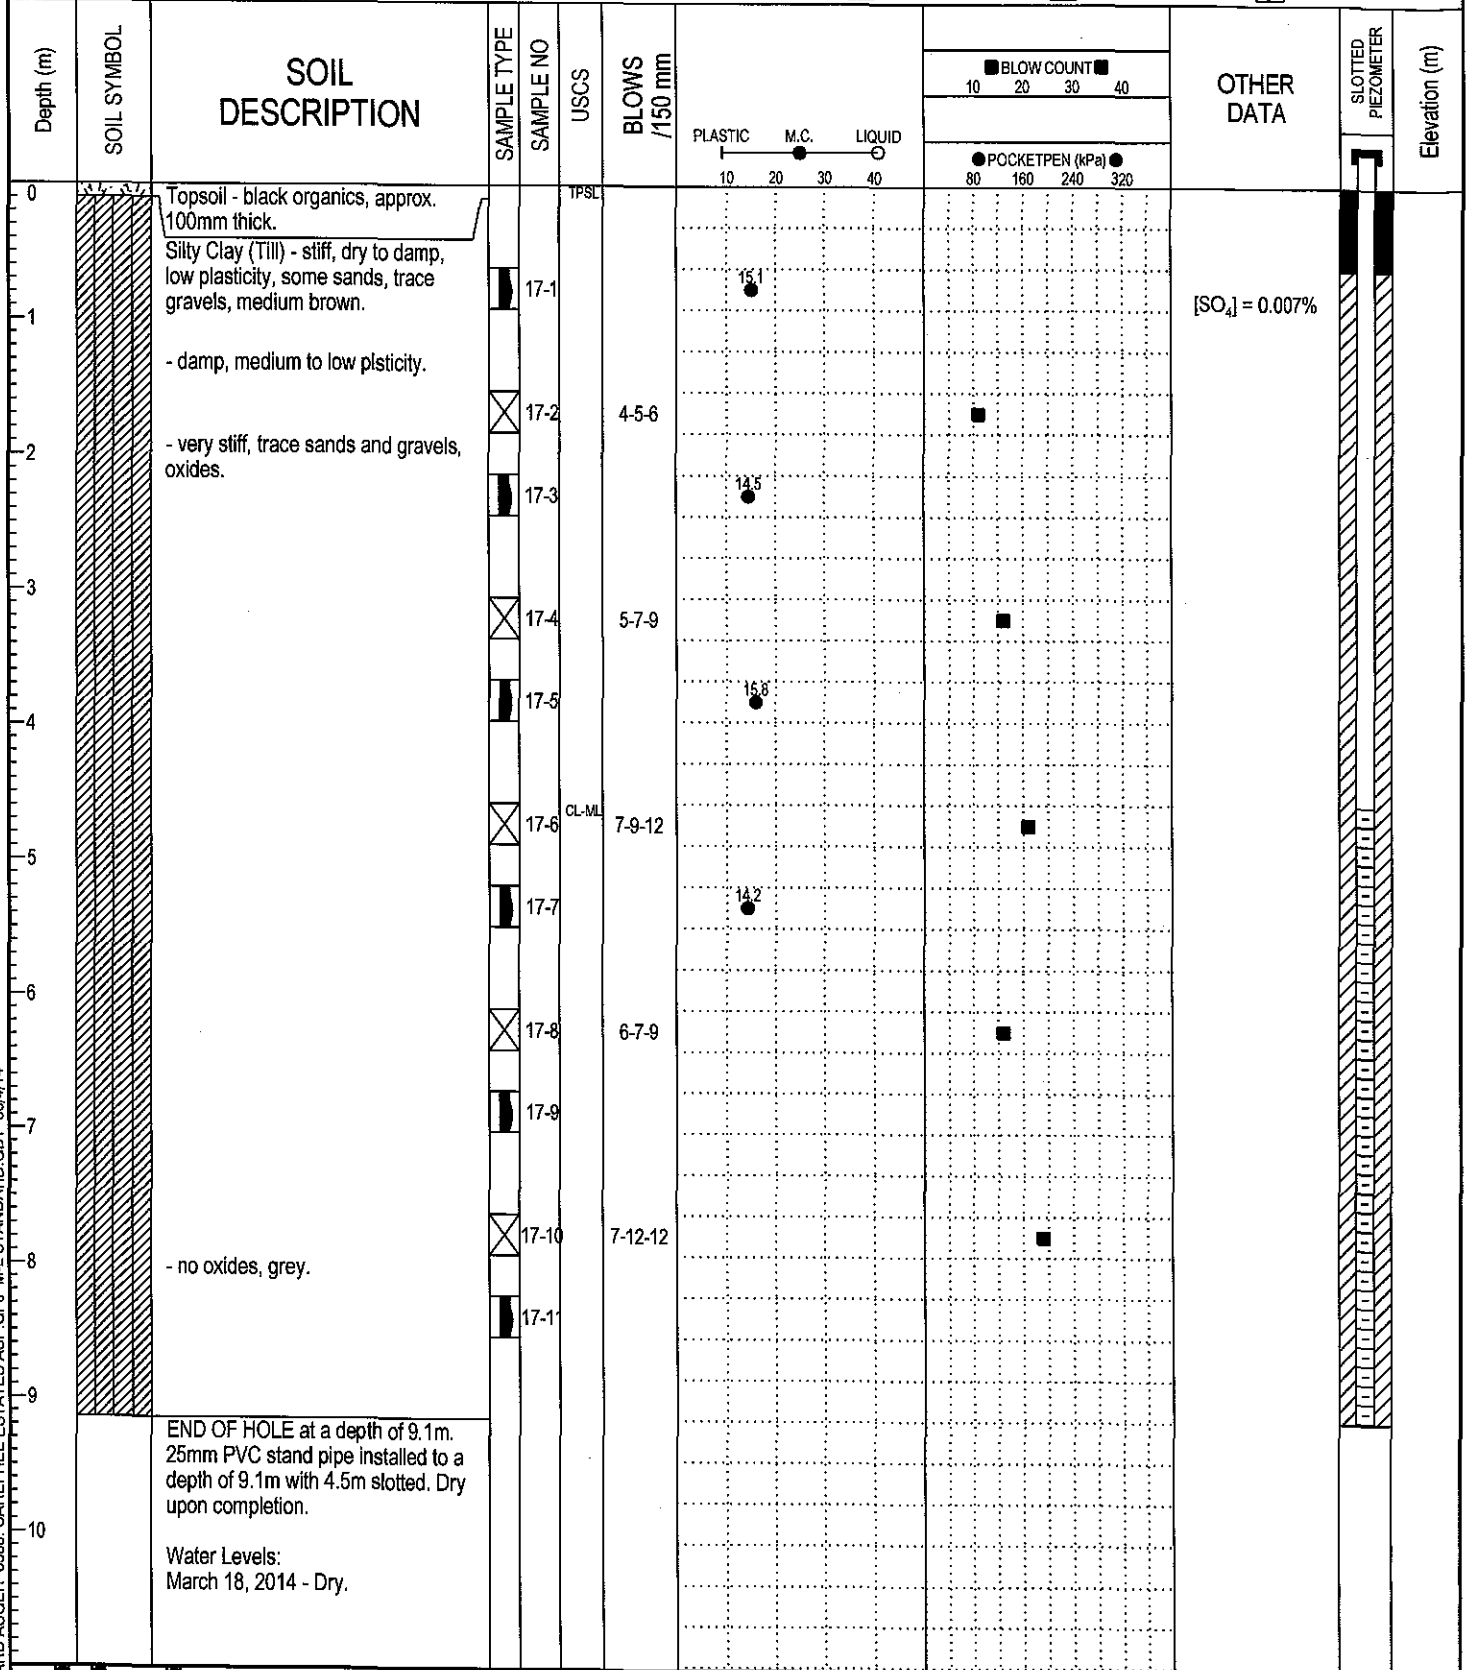 Depth (m)
SOIL SYMBOL
SOIL
DESCRIPTION
SAMPLE TYPE
SAMPLE NO
USCS
BLOWS
/150 mm
PLASTIC M.C. LIQUID
10 20 30 40
BLOW COUNT
10 20 30 40
POCKETPEN (kPa)
80 160 240 320
OTHER
DATA
SLOTTED
PIEZOMETER
Elevation (m)
0
Topsoil - black organics, approx.
100mm thick.
TPSL
Silty Clay (Till) - stiff, dry to damp,
low plasticity, some sands, trace
gravels, medium brown.
17-1
15.1
[SO₄] = 0.007%
1
- damp, medium to low plsticity.
17-2
4-5-6
- very stiff, trace sands and gravels,
oxides.
2
17-3
14.5
3
17-4
5-7-9
17-5
15.8
4
17-6
CL-ML
7-9-12
5
17-7
14.2
6
17-8
6-7-9
17-9
7
17-10
7-12-12
8
- no oxides, grey.
17-11
9
END OF HOLE at a depth of 9.1m.
25mm PVC stand pipe installed to a
depth of 9.1m with 4.5m slotted. Dry
upon completion.
10
Water Levels:
March 18, 2014 - Dry.